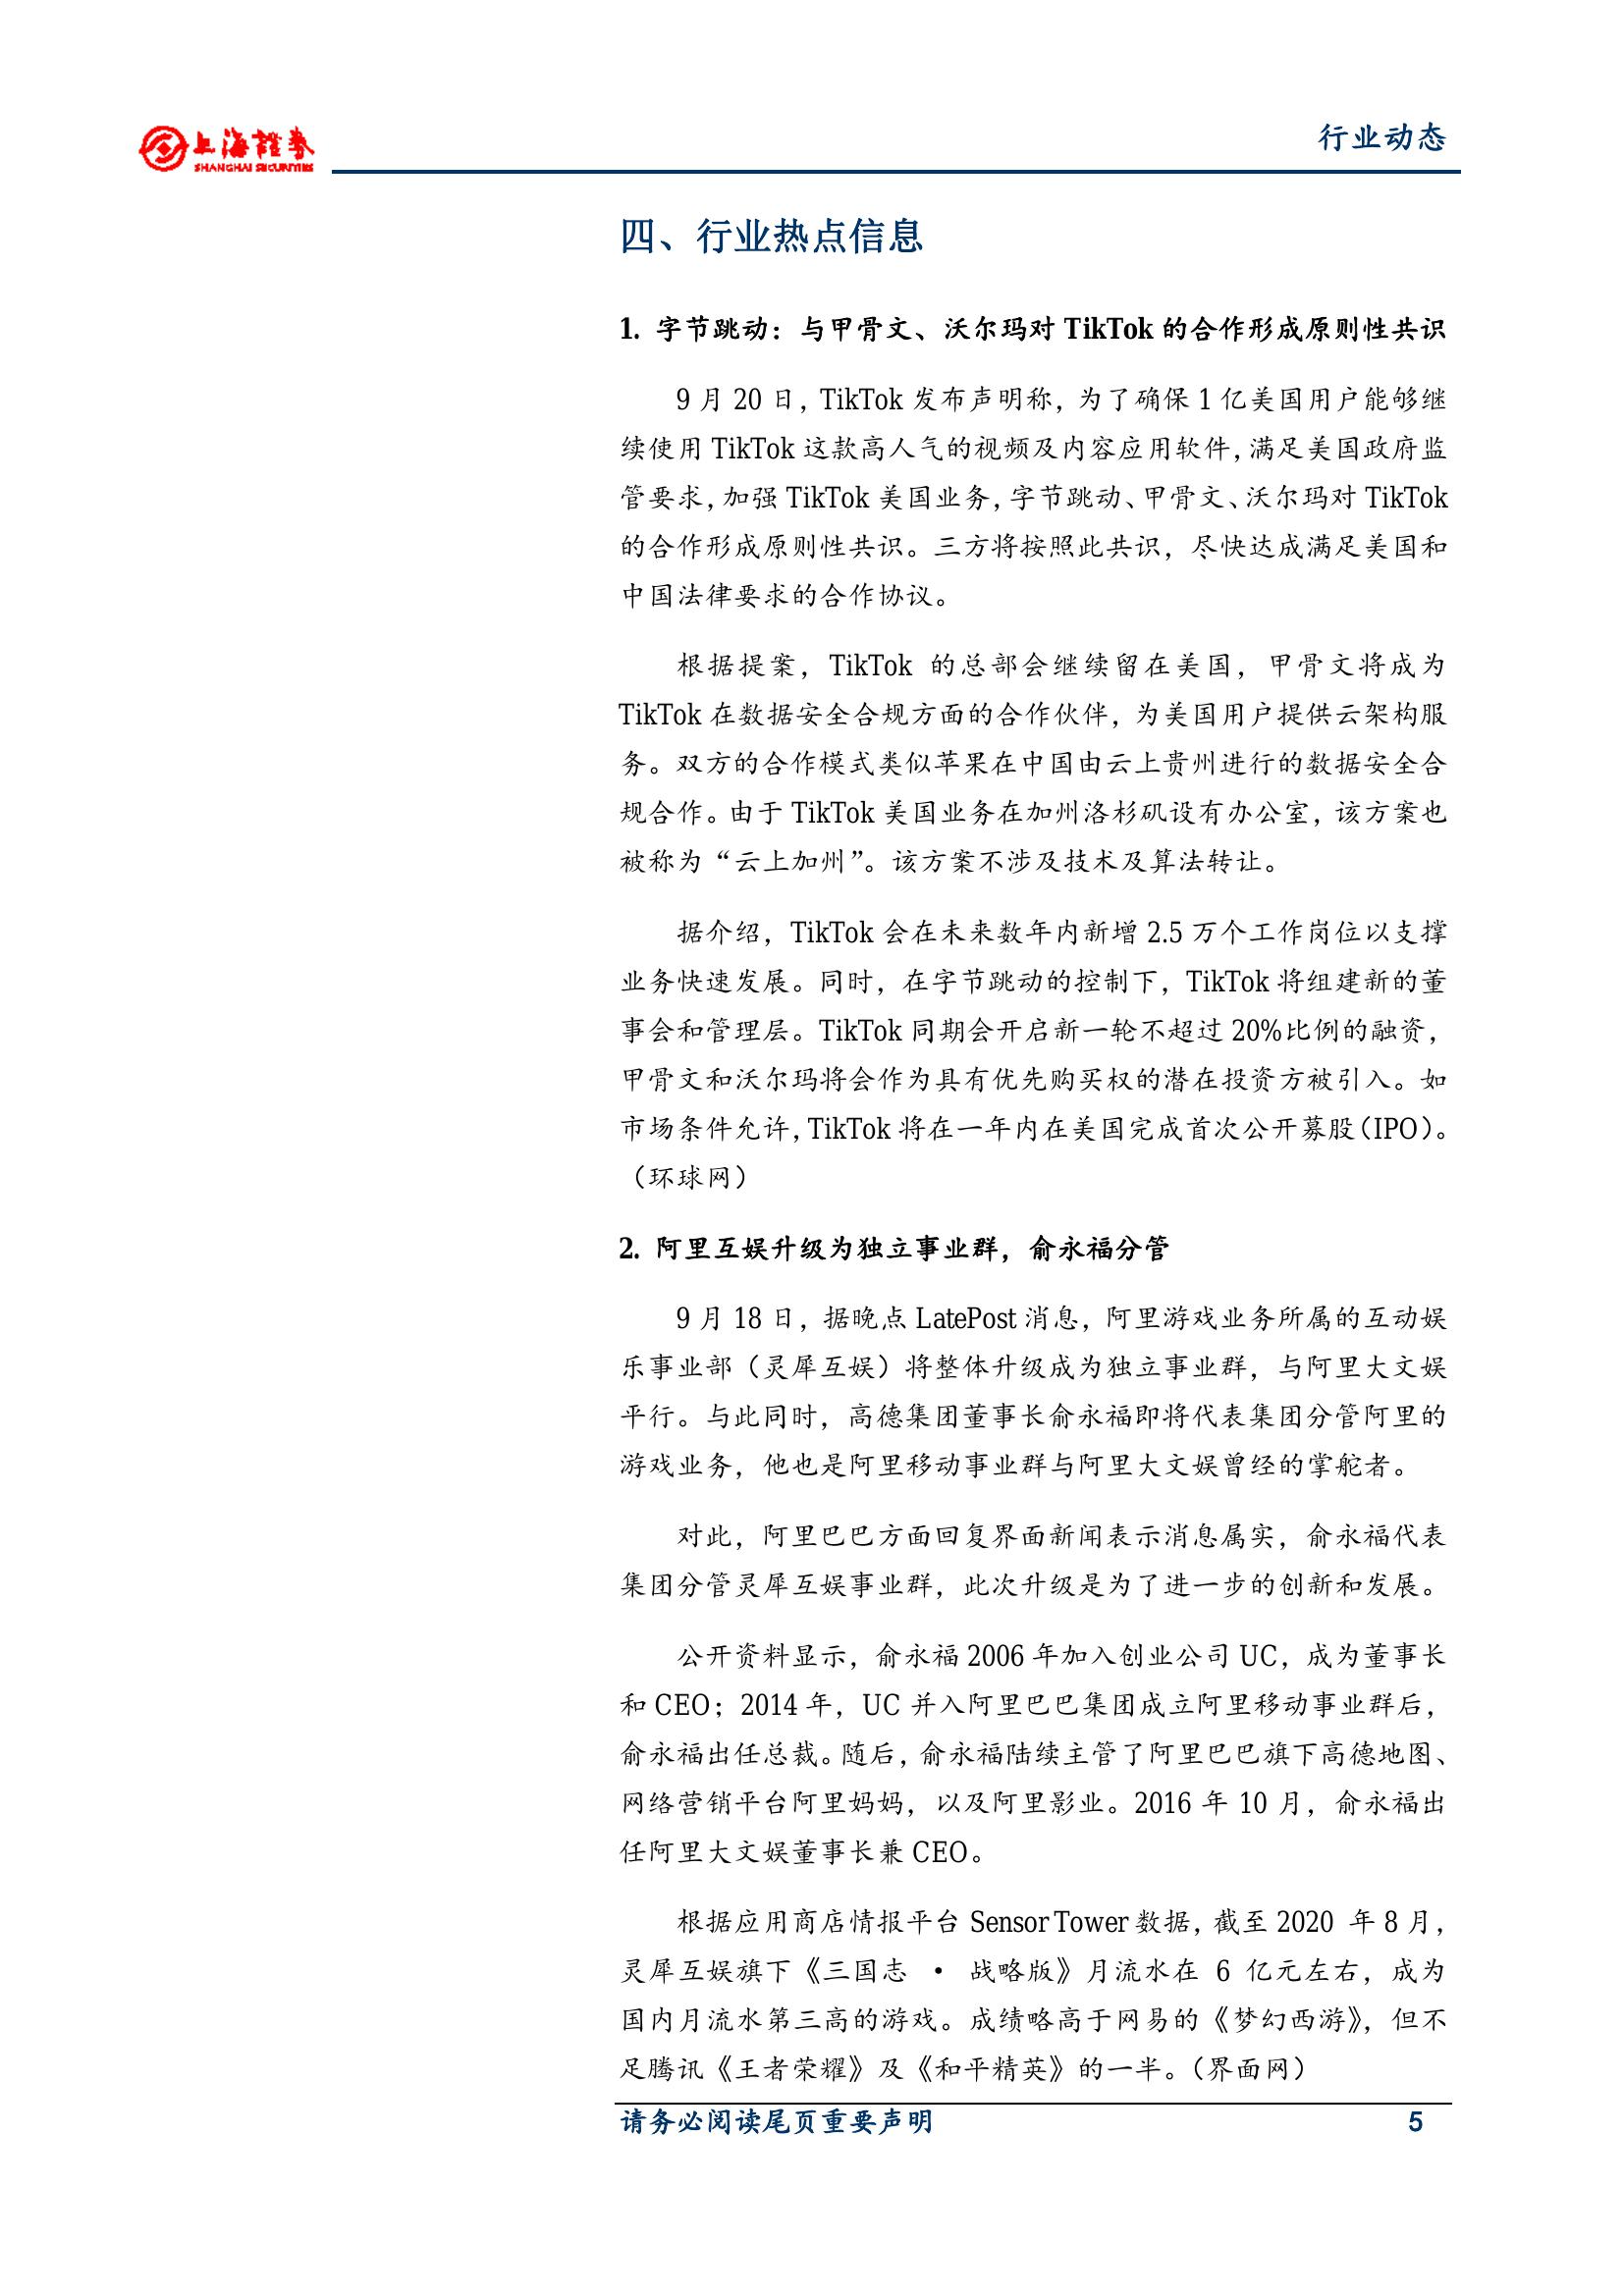 上海證券
SHANGHAI SECURITIES
行业动态
四、行业热点信息
1. 字节跳动：与甲骨文、沃尔玛对 TikTok 的合作形成原则性共识
9 月 20 日，TikTok 发布声明称，为了确保 1 亿美国用户能够继
续使用 TikTok 这款高人气的视频及内容应用软件，满足美国政府监
管要求，加强 TikTok 美国业务，字节跳动、甲骨文、沃尔玛对 TikTok
的合作形成原则性共识。三方将按照此共识，尽快达成满足美国和
中国法律要求的合作协议。
根据提案，TikTok 的总部会继续留在美国，甲骨文将成为
TikTok 在数据安全合规方面的合作伙伴，为美国用户提供云架构服
务。双方的合作模式类似苹果在中国由云上贵州进行的数据安全合
规合作。由于 TikTok 美国业务在加州洛杉矶设有办公室，该方案也
被称为“云上加州”。该方案不涉及技术及算法转让。
据介绍，TikTok 会在未来数年内新增 2.5 万个工作岗位以支撑
业务快速发展。同时，在字节跳动的控制下，TikTok 将组建新的董
事会和管理层。TikTok 同期会开启新一轮不超过 20%比例的融资，
甲骨文和沃尔玛将会作为具有优先购买权的潜在投资方被引入。如
市场条件允许，TikTok 将在一年内在美国完成首次公开募股（IPO）。
（环球网）
2. 阿里互娱升级为独立事业群，俞永福分管
9 月 18 日，据晚点 LatePost 消息，阿里游戏业务所属的互动娱
乐事业部（灵犀互娱）将整体升级成为独立事业群，与阿里大文娱
平行。与此同时，高德集团董事长俞永福即将代表集团分管阿里的
游戏业务，他也是阿里移动事业群与阿里大文娱曾经的掌舵者。
对此，阿里巴巴方面回复界面新闻表示消息属实，俞永福代表
集团分管灵犀互娱事业群，此次升级是为了进一步的创新和发展。
公开资料显示，俞永福 2006 年加入创业公司 UC，成为董事长
和 CEO；2014 年，UC 并入阿里巴巴集团成立阿里移动事业群后，
俞永福出任总裁。随后，俞永福陆续主管了阿里巴巴旗下高德地图、
网络营销平台阿里妈妈，以及阿里影业。2016 年 10 月，俞永福出
任阿里大文娱董事长兼 CEO。
根据应用商店情报平台 Sensor Tower 数据，截至 2020 年 8 月，
灵犀互娱旗下《三国志 • 战略版》月流水在 6 亿元左右，成为
国内月流水第三高的游戏。成绩略高于网易的《梦幻西游》，但不
足腾讯《王者荣耀》及《和平精英》的一半。（界面网）
请务必阅读尾页重要声明 5